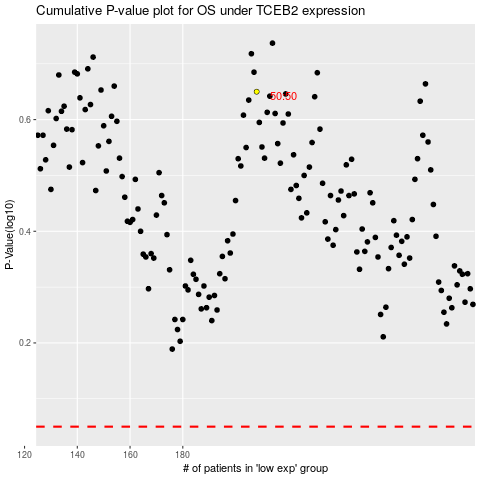 Cumulative P-value plot for OS under TCEB2 expression
P-Value(log10)
0.6
0.4
0.2
50:50
120 140 160 180
# of patients in 'low exp' group